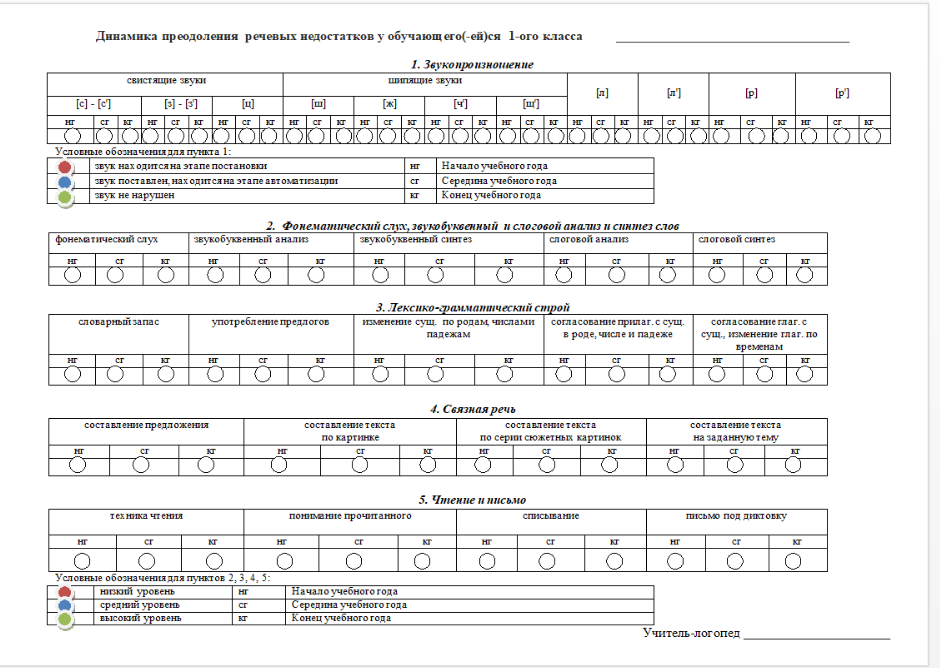 Динамика преодоления речевых недостатков у обучающего(-ей)ся 1-ого класса
1. Звукопроизношение
свистящие звуки шипящие звуки [л] [л'] [р] [р']
[с] - [с'] [з] - [з'] [ц] [ш] [ж] [ч'] [щ']
нг сг кг нг сг кг нг сг кг нг сг кг нг сг кг нг сг кг нг сг кг нг сг кг нг сг кг нг сг кг нг сг кг
Условные обозначения для пункта 1:
звук находится на этапе постановки нг Начало учебного года
звук поставлен, находится на этапе автоматизации сг Середина учебного года
звук не нарушен кг Конец учебного года
2. Фонематический слух, звукобуквенный и слоговой анализ и синтез слов
фонематический слух звукобуквенный анализ звукобуквенный синтез слоговой анализ слоговой синтез
нг сг кг нг сг кг нг сг кг нг сг кг нг сг кг
3. Лексико-грамматический строй
словарный запас употребление предлогов изменение сущ. по родам, числами падежам согласование прилаг. с сущ. в роде, числе и падеже согласование глаг. с сущ., изменение глаг. по временам
нг сг кг нг сг кг нг сг кг нг сг кг нг сг кг
4. Связная речь
составление предложения составление текста по картинке составление текста по серии сюжетных картинок составление текста на заданную тему
нг сг кг нг сг кг нг сг кг нг сг кг
5. Чтение и письмо
техника чтения понимание прочитанного списывание письмо под диктовку
нг сг кг нг сг кг нг сг кг нг сг кг
Условные обозначения для пунктов 2, 3, 4, 5:
низкий уровень нг Начало учебного года
средний уровень сг Середина учебного года
высокий уровень кг Конец учебного года
Учитель-логопед